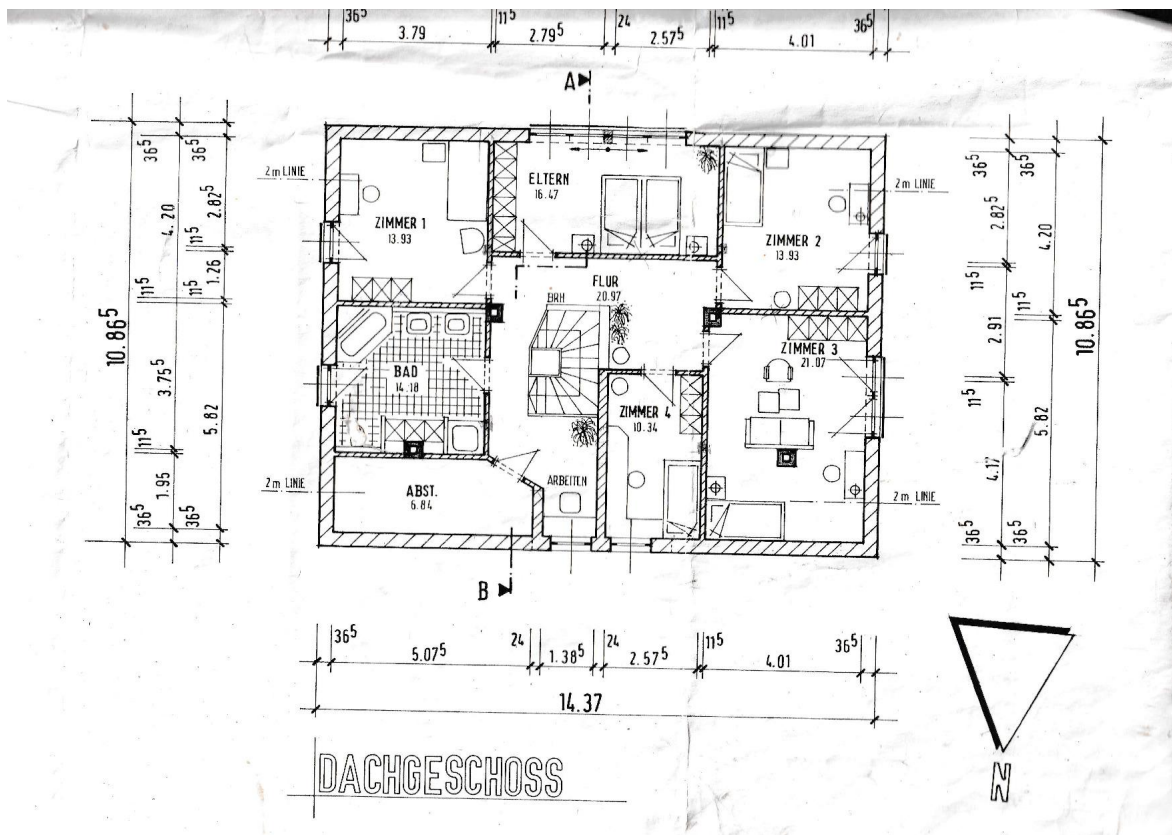 36⁵ 11⁵ 24 11⁵ 36⁵
3.79 2.79⁵ 2.57⁵ 4.01
A
36⁵ 36⁵
4.20 2.82⁵
11⁵
11⁵ 11⁵ 1.26
10.86⁵
3.75⁵
5.82
11⁵
1.95
36⁵ 36⁵
2 m LINIE
2 m LINIE
ZIMMER 1
13.93
ELTERN
16.47
ZIMMER 2
13.93
FLUR
20.97
BRH
BAD
14.18
ZIMMER 3
21.07
ZIMMER 4
10.34
ABST.
6.84
ARBEITEN
2 m LINIE
2 m LINIE
36⁵ 36⁵
2.82⁵ 4.20
11⁵ 11⁵
2.91
10.86⁵
11⁵
5.82
4.17
36⁵ 36⁵
B
36⁵ 24 24 11⁵ 36⁵
5.07⁵ 1.38⁵ 2.57⁵ 4.01
14.37
DACHGESCHOSS
N